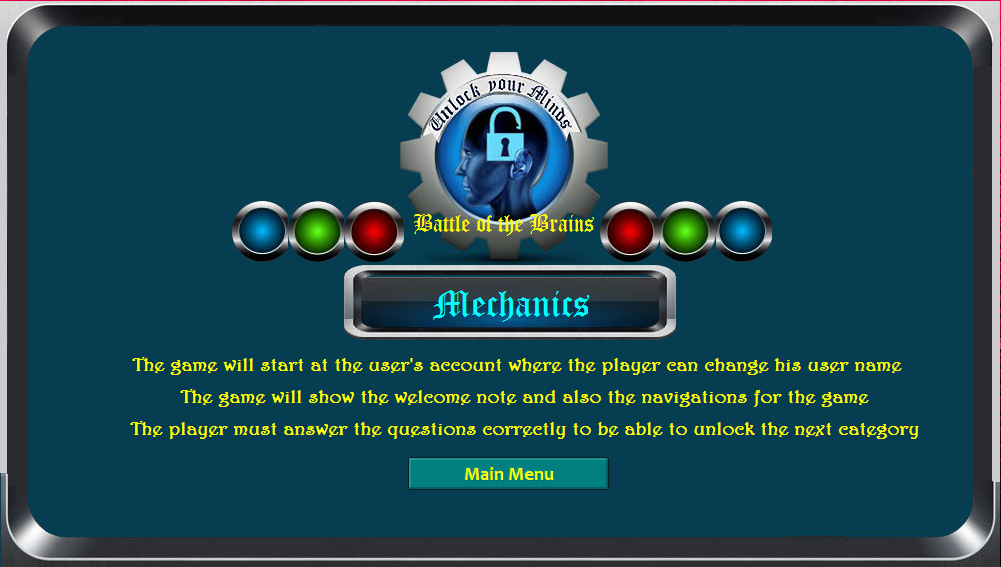 Unlock your Minds
Battle of the Brains
Mechanics
The game will start at the user's account where the player can change his user name
The game will show the welcome note and also the navigations for the game
The player must answer the questions correctly to be able to unlock the next category
Main Menu